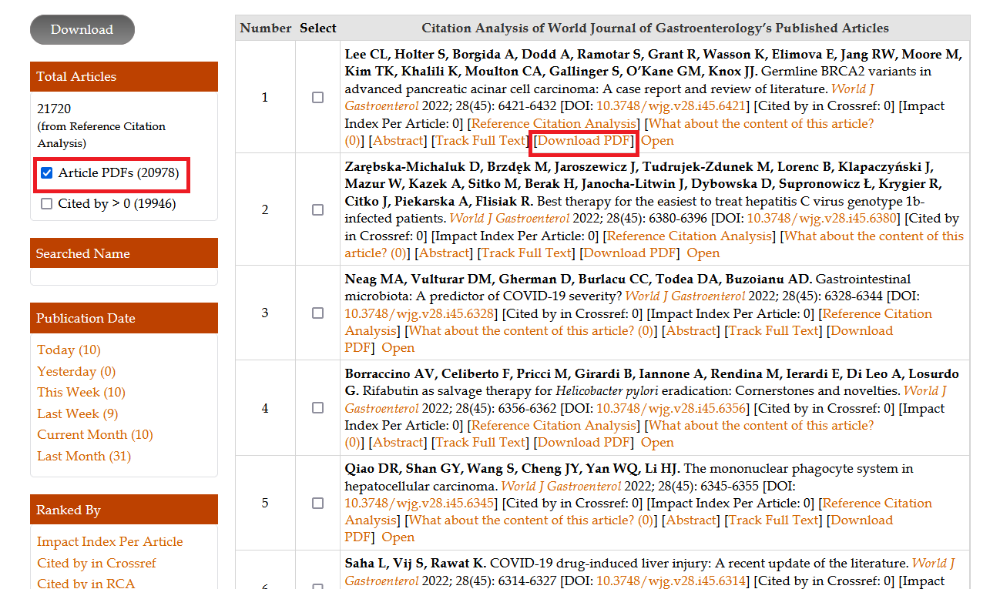 Download
Total Articles
21720
(from Reference Citation
Analysis)
Article PDFs (20978)
Cited by > 0 (19946)
Searched Name
Publication Date
Today (10)
Yesterday (0)
This Week (10)
Last Week (9)
Current Month (10)
Last Month (31)
Ranked By
Impact Index Per Article
Cited by in Crossref
Cited by in RCA
Number Select Citation Analysis of World Journal of Gastroenterology's Published Articles
1
Lee CL, Holter S, Borgida A, Dodd A, Ramotar S, Grant R, Wasson K, Elimova E, Jang RW, Moore M,
Kim TK, Khalili K, Moulton CA, Gallinger S, O’Kane GM, Knox JJ. Germline BRCA2 variants in
advanced pancreatic acinar cell carcinoma: A case report and review of literature. World J
Gastroenterol 2022; 28(45): 6421-6432 [DOI: 10.3748/wjg.v28.i45.6421] [Cited by in Crossref: 0] [Impact
Index Per Article: 0] [Reference Citation Analysis] [What about the content of this article?
(0)] [Abstract] [Track Full Text] [Download PDF] Open
2
Zarębska-Michaluk D, Brzdęk M, Jaroszewicz J, Tudrujek-Zdunek M, Lorenc B, Klapaczyński J,
Mazur W, Kazek A, Sitko M, Berak H, Janocha-Litwin J, Dybowska D, Supronowicz Ł, Krygier R,
Citko J, Piekarska A, Flisiak R. Best therapy for the easiest to treat hepatitis C virus genotype 1b-
infected patients. World J Gastroenterol 2022; 28(45): 6380-6396 [DOI: 10.3748/wjg.v28.i45.6380] [Cited by
in Crossref: 0] [Impact Index Per Article: 0] [Reference Citation Analysis] [What about the content of this
article? (0)] [Abstract] [Track Full Text] [Download PDF] Open
3
Neag MA, Vulturar DM, Gherman D, Burlacu CC, Todea DA, Buzoianu AD. Gastrointestinal
microbiota: A predictor of COVID-19 severity? World J Gastroenterol 2022; 28(45): 6328-6344 [DOI:
10.3748/wjg.v28.i45.6328] [Cited by in Crossref: 0] [Impact Index Per Article: 0] [Reference Citation
Analysis] [What about the content of this article? (0)] [Abstract] [Track Full Text] [Download
PDF] Open
4
Borraccino AV, Celiberto F, Pricci M, Girardi B, Iannone A, Rendina M, Ierardi E, Di Leo A, Losurdo
G. Rifabutin as salvage therapy for Helicobacter pylori eradication: Cornerstones and novelties. World J
Gastroenterol 2022; 28(45): 6356-6362 [DOI: 10.3748/wjg.v28.i45.6356] [Cited by in Crossref: 0] [Impact
Index Per Article: 0] [Reference Citation Analysis] [What about the content of this article?
(0)] [Abstract] [Track Full Text] [Download PDF] Open
5
Qiao DR, Shan GY, Wang S, Cheng JY, Yan WQ, Li HJ. The mononuclear phagocyte system in
hepatocellular carcinoma. World J Gastroenterol 2022; 28(45): 6345-6355 [DOI:
10.3748/wjg.v28.i45.6345] [Cited by in Crossref: 0] [Impact Index Per Article: 0] [Reference Citation
Analysis] [What about the content of this article? (0)] [Abstract] [Track Full Text] [Download
PDF] Open
6
Saha L, Vij S, Rawat K. COVID-19 drug-induced liver injury: A recent update of the literature. World J
Gastroenterol 2022; 28(45): 6314-6327 [DOI: 10.3748/wjg.v28.i45.6314] [Cited by in Crossref: 0] [Impact